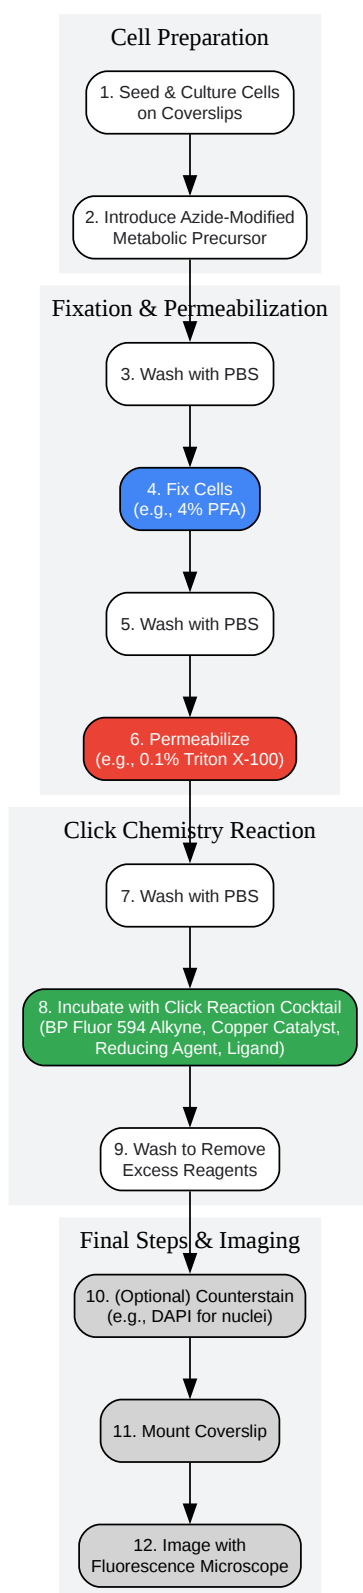 Cell Preparation
1. Seed & Culture Cells
on Coverslips
2. Introduce Azide-Modified
Metabolic Precursor
Fixation & Permeabilization
3. Wash with PBS
4. Fix Cells
(e.g., 4% PFA)
5. Wash with PBS
6. Permeabilize
(e.g., 0.1% Triton X-100)
Click Chemistry Reaction
7. Wash with PBS
8. Incubate with Click Reaction Cocktail
(BP Fluor 594 Alkyne, Copper Catalyst,
Reducing Agent, Ligand)
9. Wash to Remove
Excess Reagents
Final Steps & Imaging
10. (Optional) Counterstain
(e.g., DAPI for nuclei)
11. Mount Coverslip
12. Image with
Fluorescence Microscope